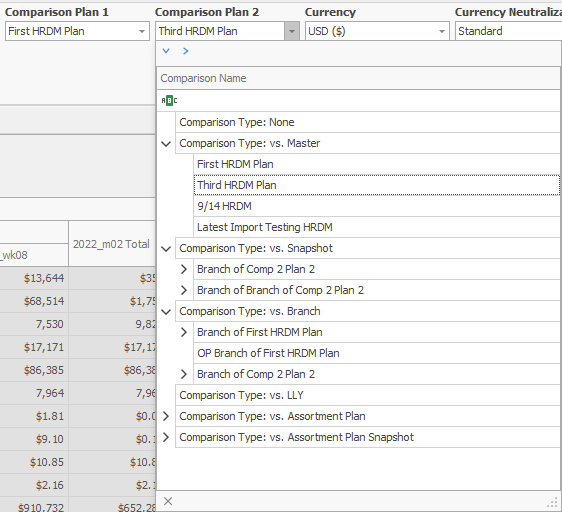 Comparison Plan 1 Comparison Plan 2 Currency Currency Neutraliza
First HRDM Plan Third HRDM Plan USD ($) Standard
Comparison Name
ABC
Comparison Type: None
Comparison Type: vs. Master
First HRDM Plan
Third HRDM Plan
9/14 HRDM
Latest Import Testing HRDM
2022_m02 Total
_wk08
Comparison Type: vs. Snapshot
$13,644 $35 Branch of Comp 2 Plan 2
$68,514 $1,75 Branch of Branch of Comp 2 Plan 2
7,530 9,82 Comparison Type: vs. Branch
Branch of First HRDM Plan
$17,171 $17,17
OP Branch of First HRDM Plan
$86,385 $86,38
Branch of Comp 2 Plan 2
7,964 7,96 Comparison Type: vs. LLY
$1.81 $0.0 Comparison Type: vs. Assortment Plan
$9.10 $0.1 Comparison Type: vs. Assortment Plan Snapshot
$10.85 $10.8
$2.16 $2.1
$910,732 $652,28